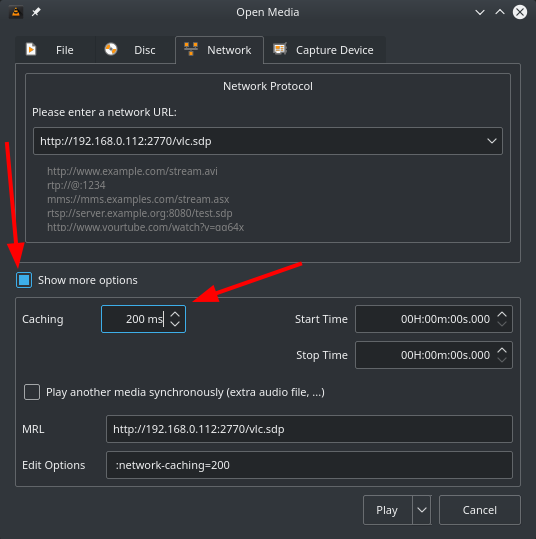 Open Media
File
Disc
Network
Capture Device
Network Protocol
Please enter a network URL:
http://192.168.0.112:2770/vlc.sdp
http://www.example.com/stream.avi
rtp://@:1234
mms://mms.examples.com/stream.asx
rtsp://server.example.org:8080/test.sdp
http://www.yourtube.com/watch?v=gg64x
Show more options
Caching 200 ms Start Time 00H:00m:00s.000
Stop Time 00H:00m:00s.000
Play another media synchronously (extra audio file, ...)
MRL http://192.168.0.112:2770/vlc.sdp
Edit Options :network-caching=200
Play Cancel